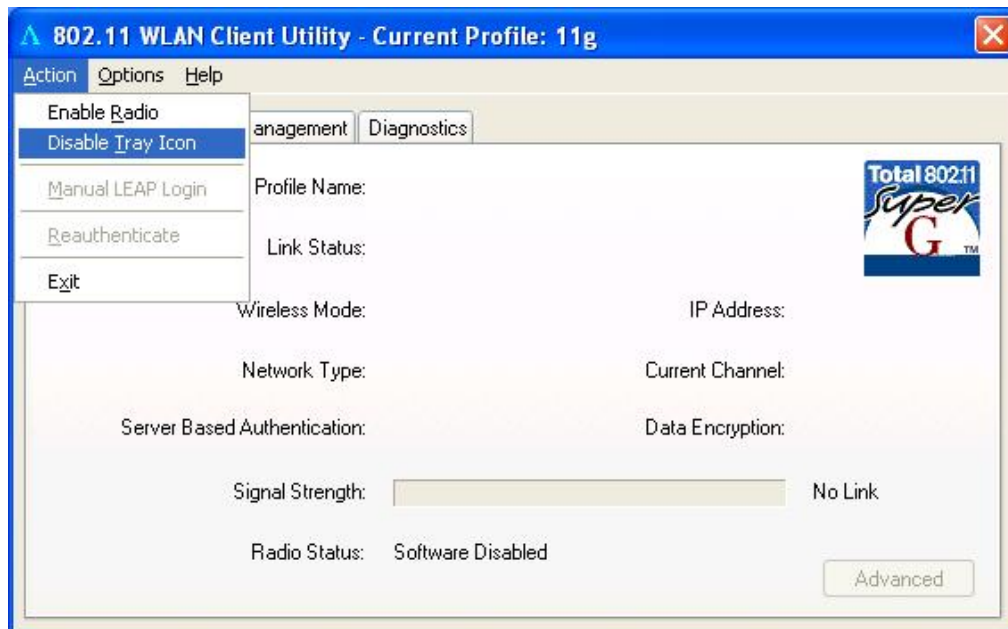 802.11 WLAN Client Utility - Current Profile: 11g
Action Options Help
Enable Radio
Disable Tray Icon
Manual LEAP Login
Reauthenticate
Exit
anagement Diagnostics
Profile Name:
Total 802.11
Super
G TM
Link Status:
Wireless Mode: IP Address:
Network Type: Current Channel:
Server Based Authentication: Data Encryption:
Signal Strength: No Link
Radio Status: Software Disabled
Advanced